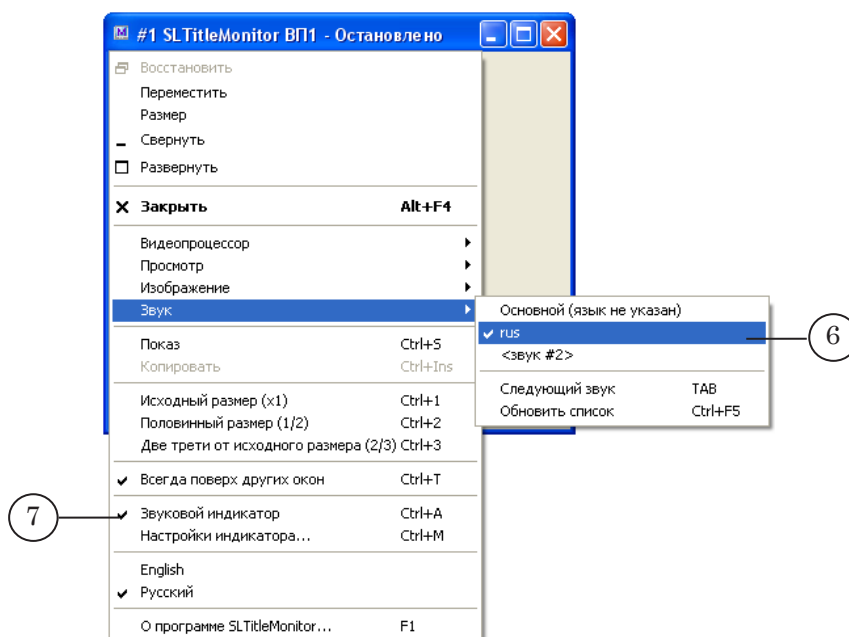 #1 SLTitleMonitor ВП1 - Остановлено
Восстановить
Переместить
Размер
Свернуть
Развернуть
Закрыть Alt+F4
Видеопроцессор
Просмотр
Изображение
Звук
Основной (язык не указан)
rus
<звук #2>
Следующий звук TAB
Обновить список Ctrl+F5
6
Показ Ctrl+S
Копировать Ctrl+Ins
Исходный размер (x1) Ctrl+1
Половинный размер (1/2) Ctrl+2
Две трети от исходного размера (2/3) Ctrl+3
Всегда поверх других окон Ctrl+T
7
Звуковой индикатор Ctrl+A
Настройки индикатора... Ctrl+M
English
Русский
О программе SLTitleMonitor... F1